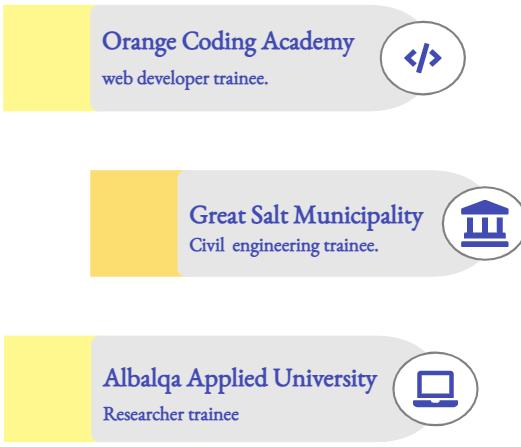 Orange Coding Academy
web developer trainee.
Great Salt Municipality
Civil engineering trainee.
Albalqa Applied University
Researcher trainee